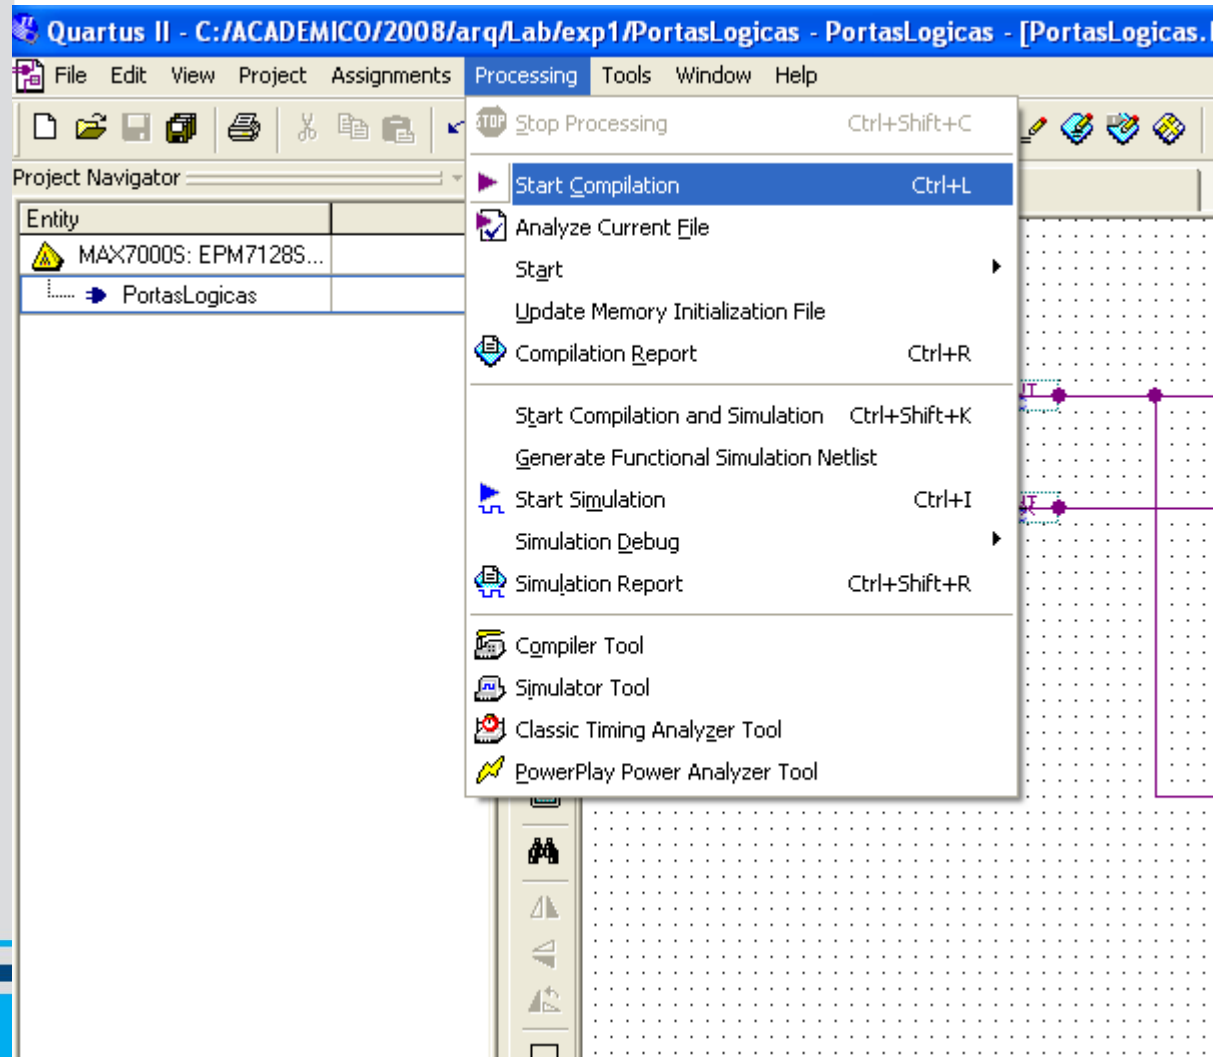 Quartus II - C:/ACADEMICO/2008/arq/Lab/exp1/PortasLogicas - PortasLogicas - [PortasLogicas.
File Edit View Project Assignments Processing Tools Window Help
STOP Stop Processing Ctrl+Shift+C
Project Navigator
Start Compilation Ctrl+L
Entity
Analyze Current File
MAX7000S: EPM7128S...
Start
PortasLogicas
Update Memory Initialization File
Compilation Report Ctrl+R
Start Compilation and Simulation Ctrl+Shift+K
Generate Functional Simulation Netlist
Start Simulation Ctrl+I
Simulation Debug
Simulation Report Ctrl+Shift+R
Compiler Tool
Simulator Tool
Classic Timing Analyzer Tool
PowerPlay Power Analyzer Tool